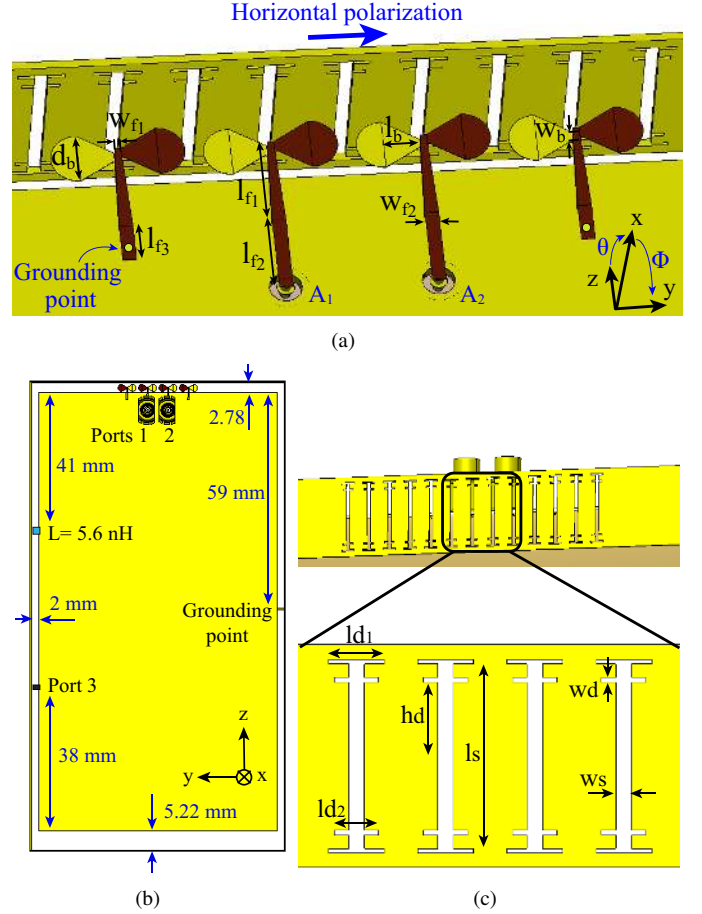 Horizontal polarization
w_f1
d_b
l_b
w_b
l_f1
w_f2
l_f3
l_f2
Grounding
point
A₁
A₂
θ
x
Φ
z
y
(a)
2.78
Ports 1 2
41 mm
59 mm
L= 5.6 nH
Grounding
point
2 mm
Port 3
38 mm
z
y
x
5.22 mm
(b)
ld₁
wd
hd
ls
ws
ld₂
(c)